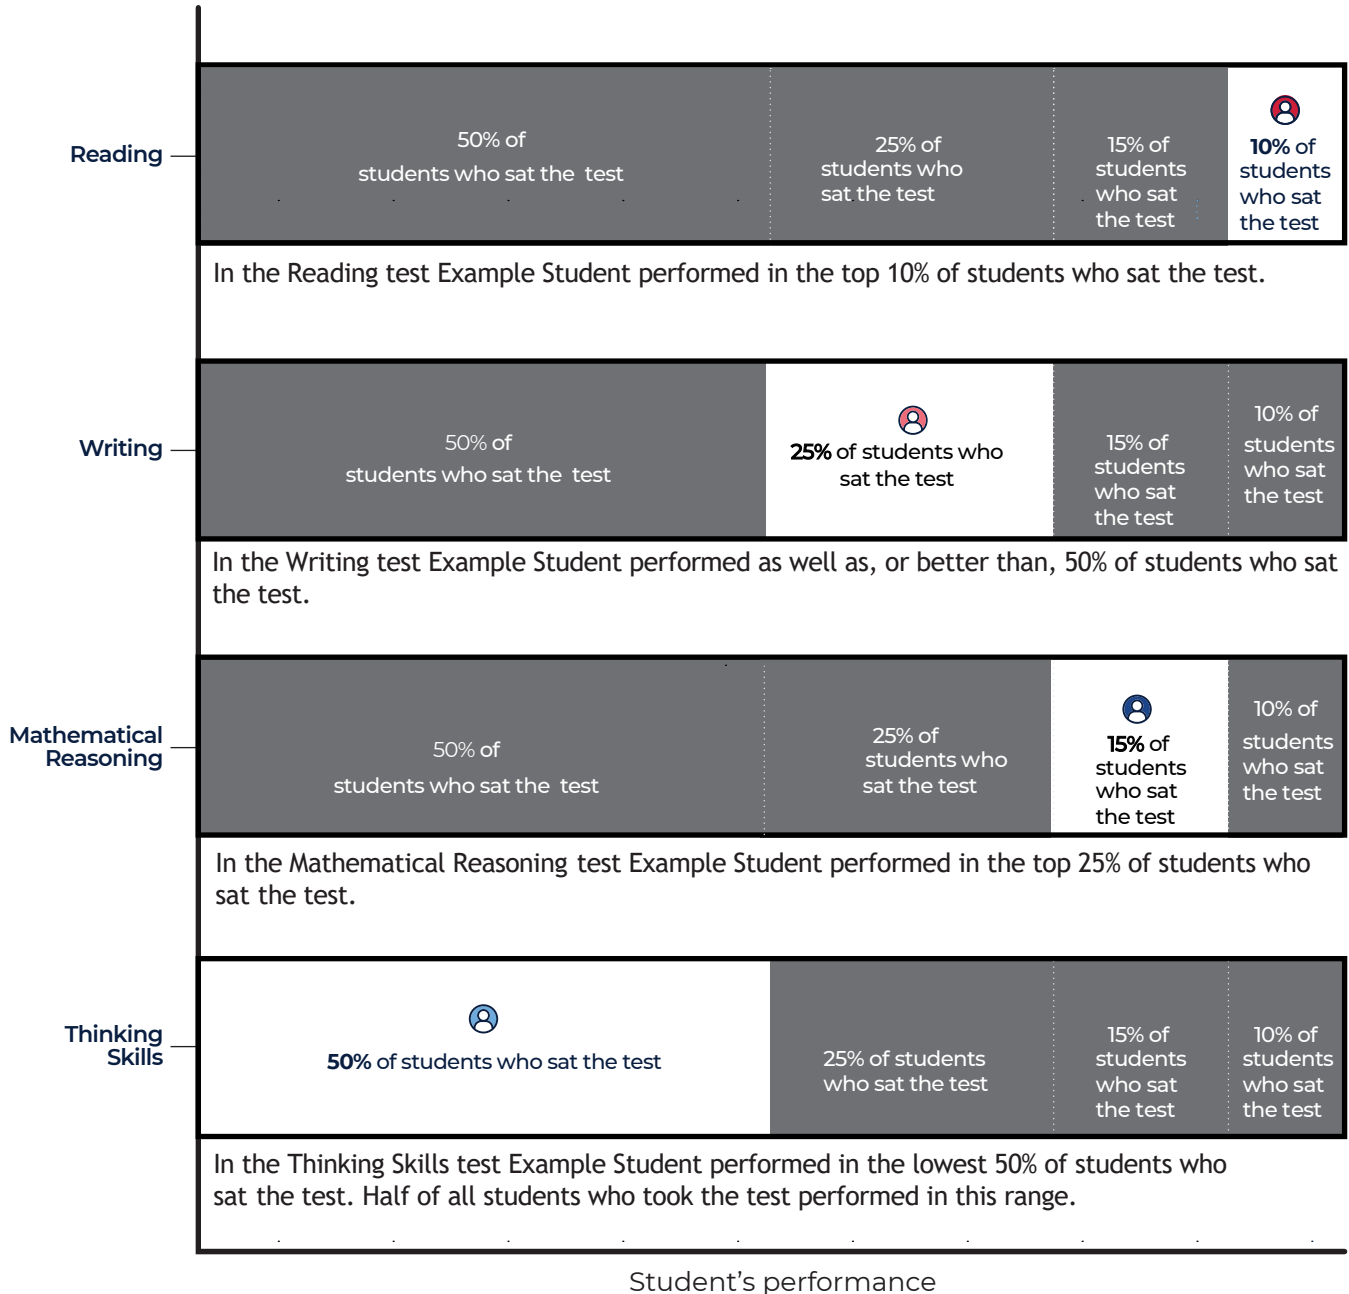 Reading
50% of
students who sat the test
25% of
students who
sat the test
15% of
students
who sat
the test
10% of
students
who sat
the test
In the Reading test Example Student performed in the top 10% of students who sat the test.
Writing
50% of
students who sat the test
25% of students who
sat the test
15% of
students
who sat
the test
10% of
students
who sat
the test
In the Writing test Example Student performed as well as, or better than, 50% of students who sat
the test.
Mathematical
Reasoning
50% of
students who sat the test
25% of
students who
sat the test
15% of
students
who sat
the test
10% of
students
who sat
the test
In the Mathematical Reasoning test Example Student performed in the top 25% of students who
sat the test.
Thinking
Skills
50% of students who sat the test
25% of students
who sat the test
15% of
students
who sat
the test
10% of
students
who sat
the test
In the Thinking Skills test Example Student performed in the lowest 50% of students who
sat the test. Half of all students who took the test performed in this range.
Student's performance